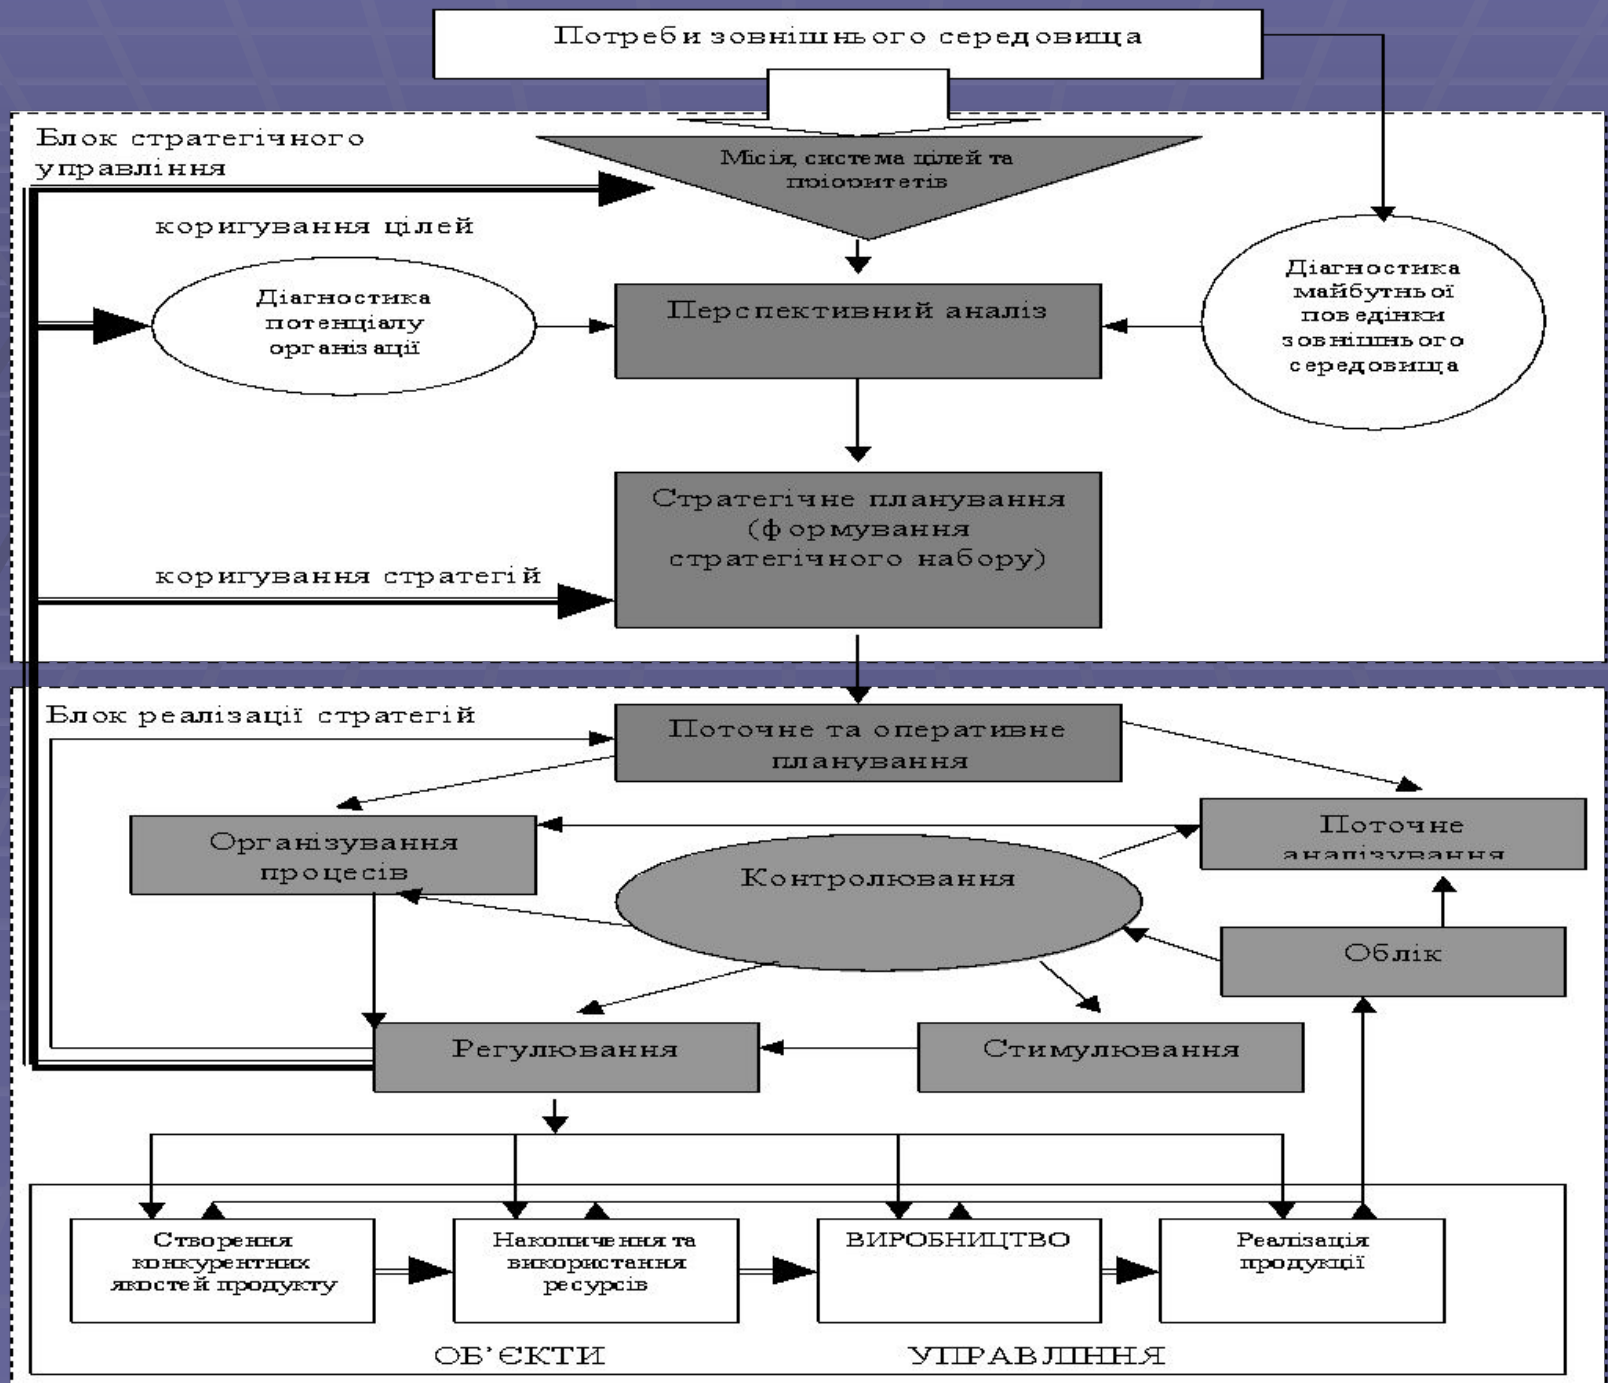 Потреби зовнішнього середовища
Блок стратегічного
управління
Місія, система цілей та
пріоритетів
коригування цілей
Діагностика
потенціалу
організації
Перспективний аналіз
Діагностика
майбутньої
поведінки
зовнішнього
середовища
Стратегічне планування
(формування
стратегічного набору)
коригування стратегій
Блок реалізації стратегій
Поточне та оперативне
планування
Організування
процесів
Контролювання
Поточне
аналізування
Облік
Регулювання
Стимулювання
Створення
конкурентних
якостей продукту
Накопичення та
використання
ресурсів
ВИРОБНИЦТВО
Реалізація
продукції
ОБ’ЄКТИ УПРАВЛІННЯ